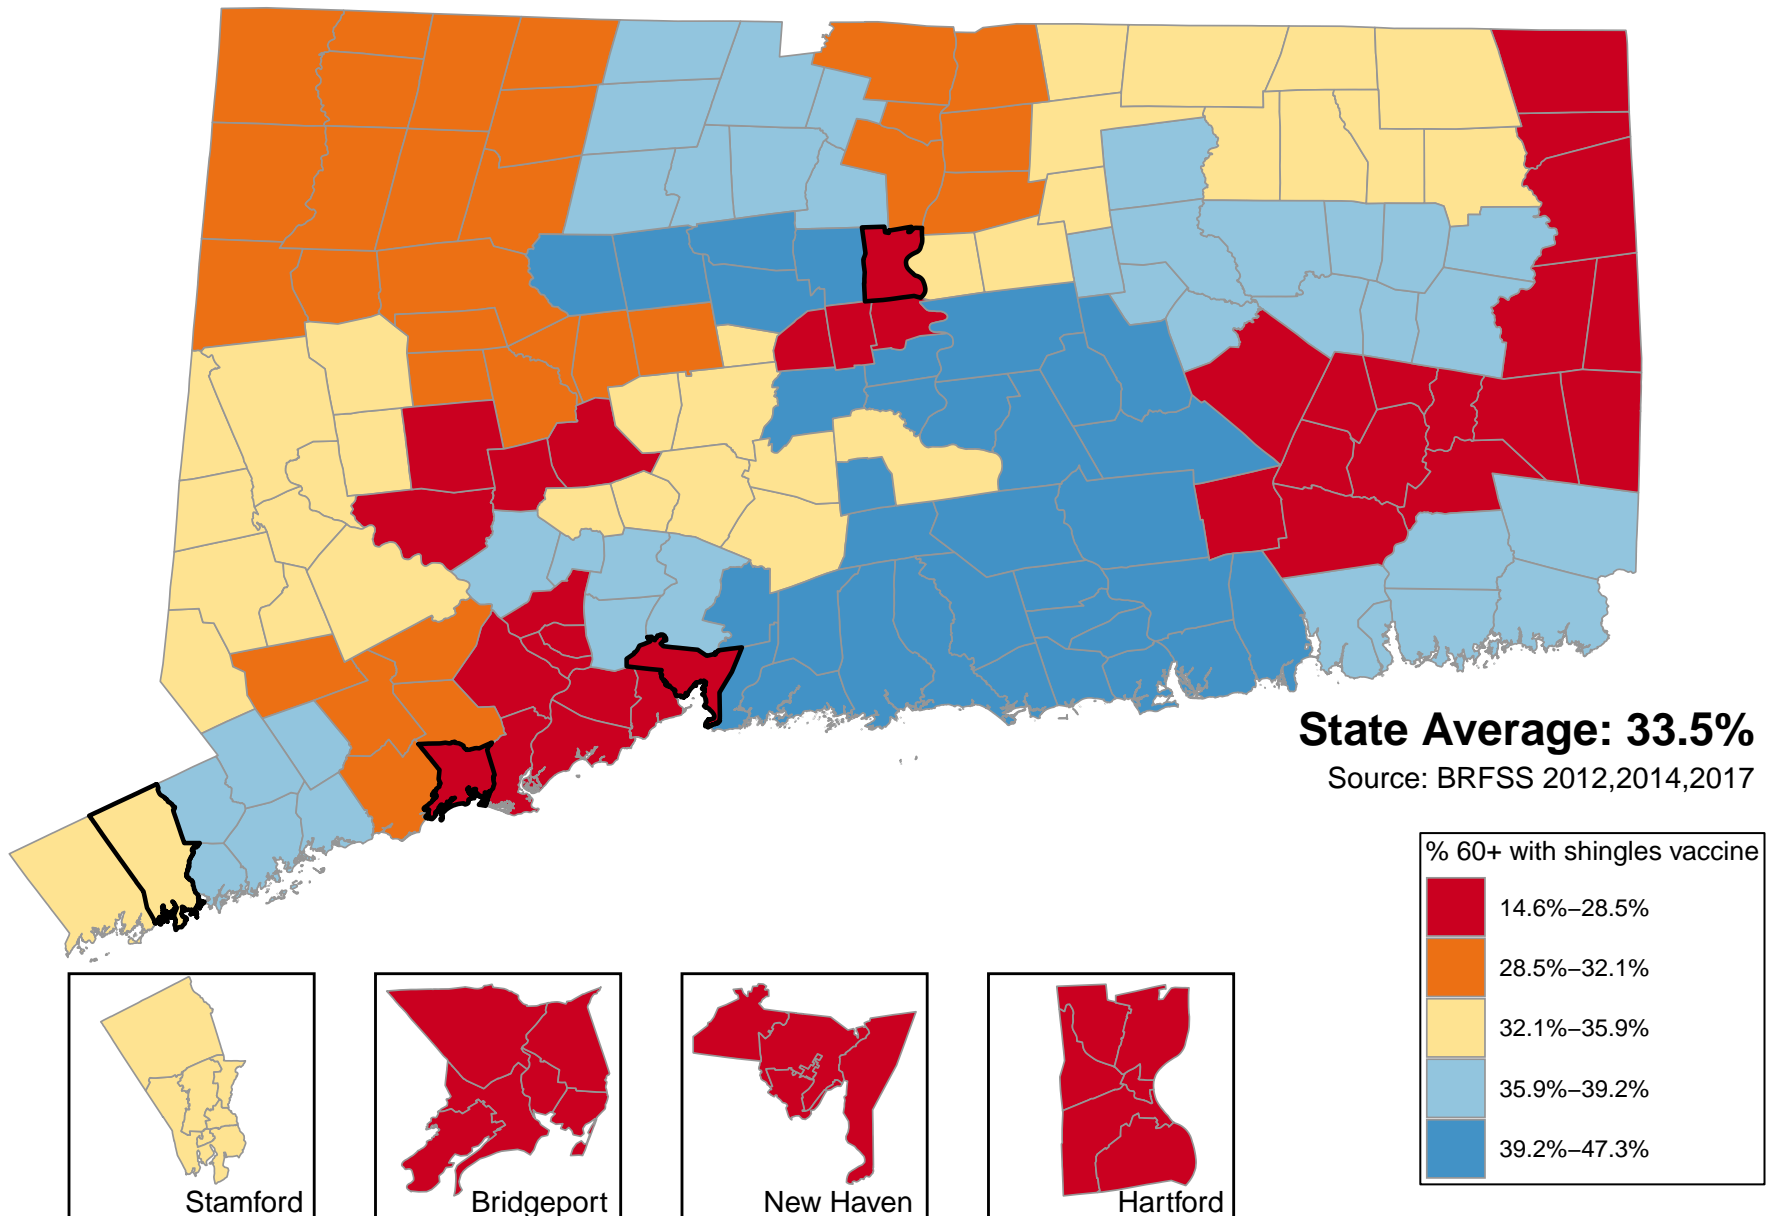 State Average: 33.5%
Source: BRFSS 2012,2014,2017
% 60+ with shingles vaccine
14.6%−28.5%
28.5%−32.1%
32.1%−35.9%
35.9%−39.2%
39.2%−47.3%
Stamford
Bridgeport
New Haven
Hartford